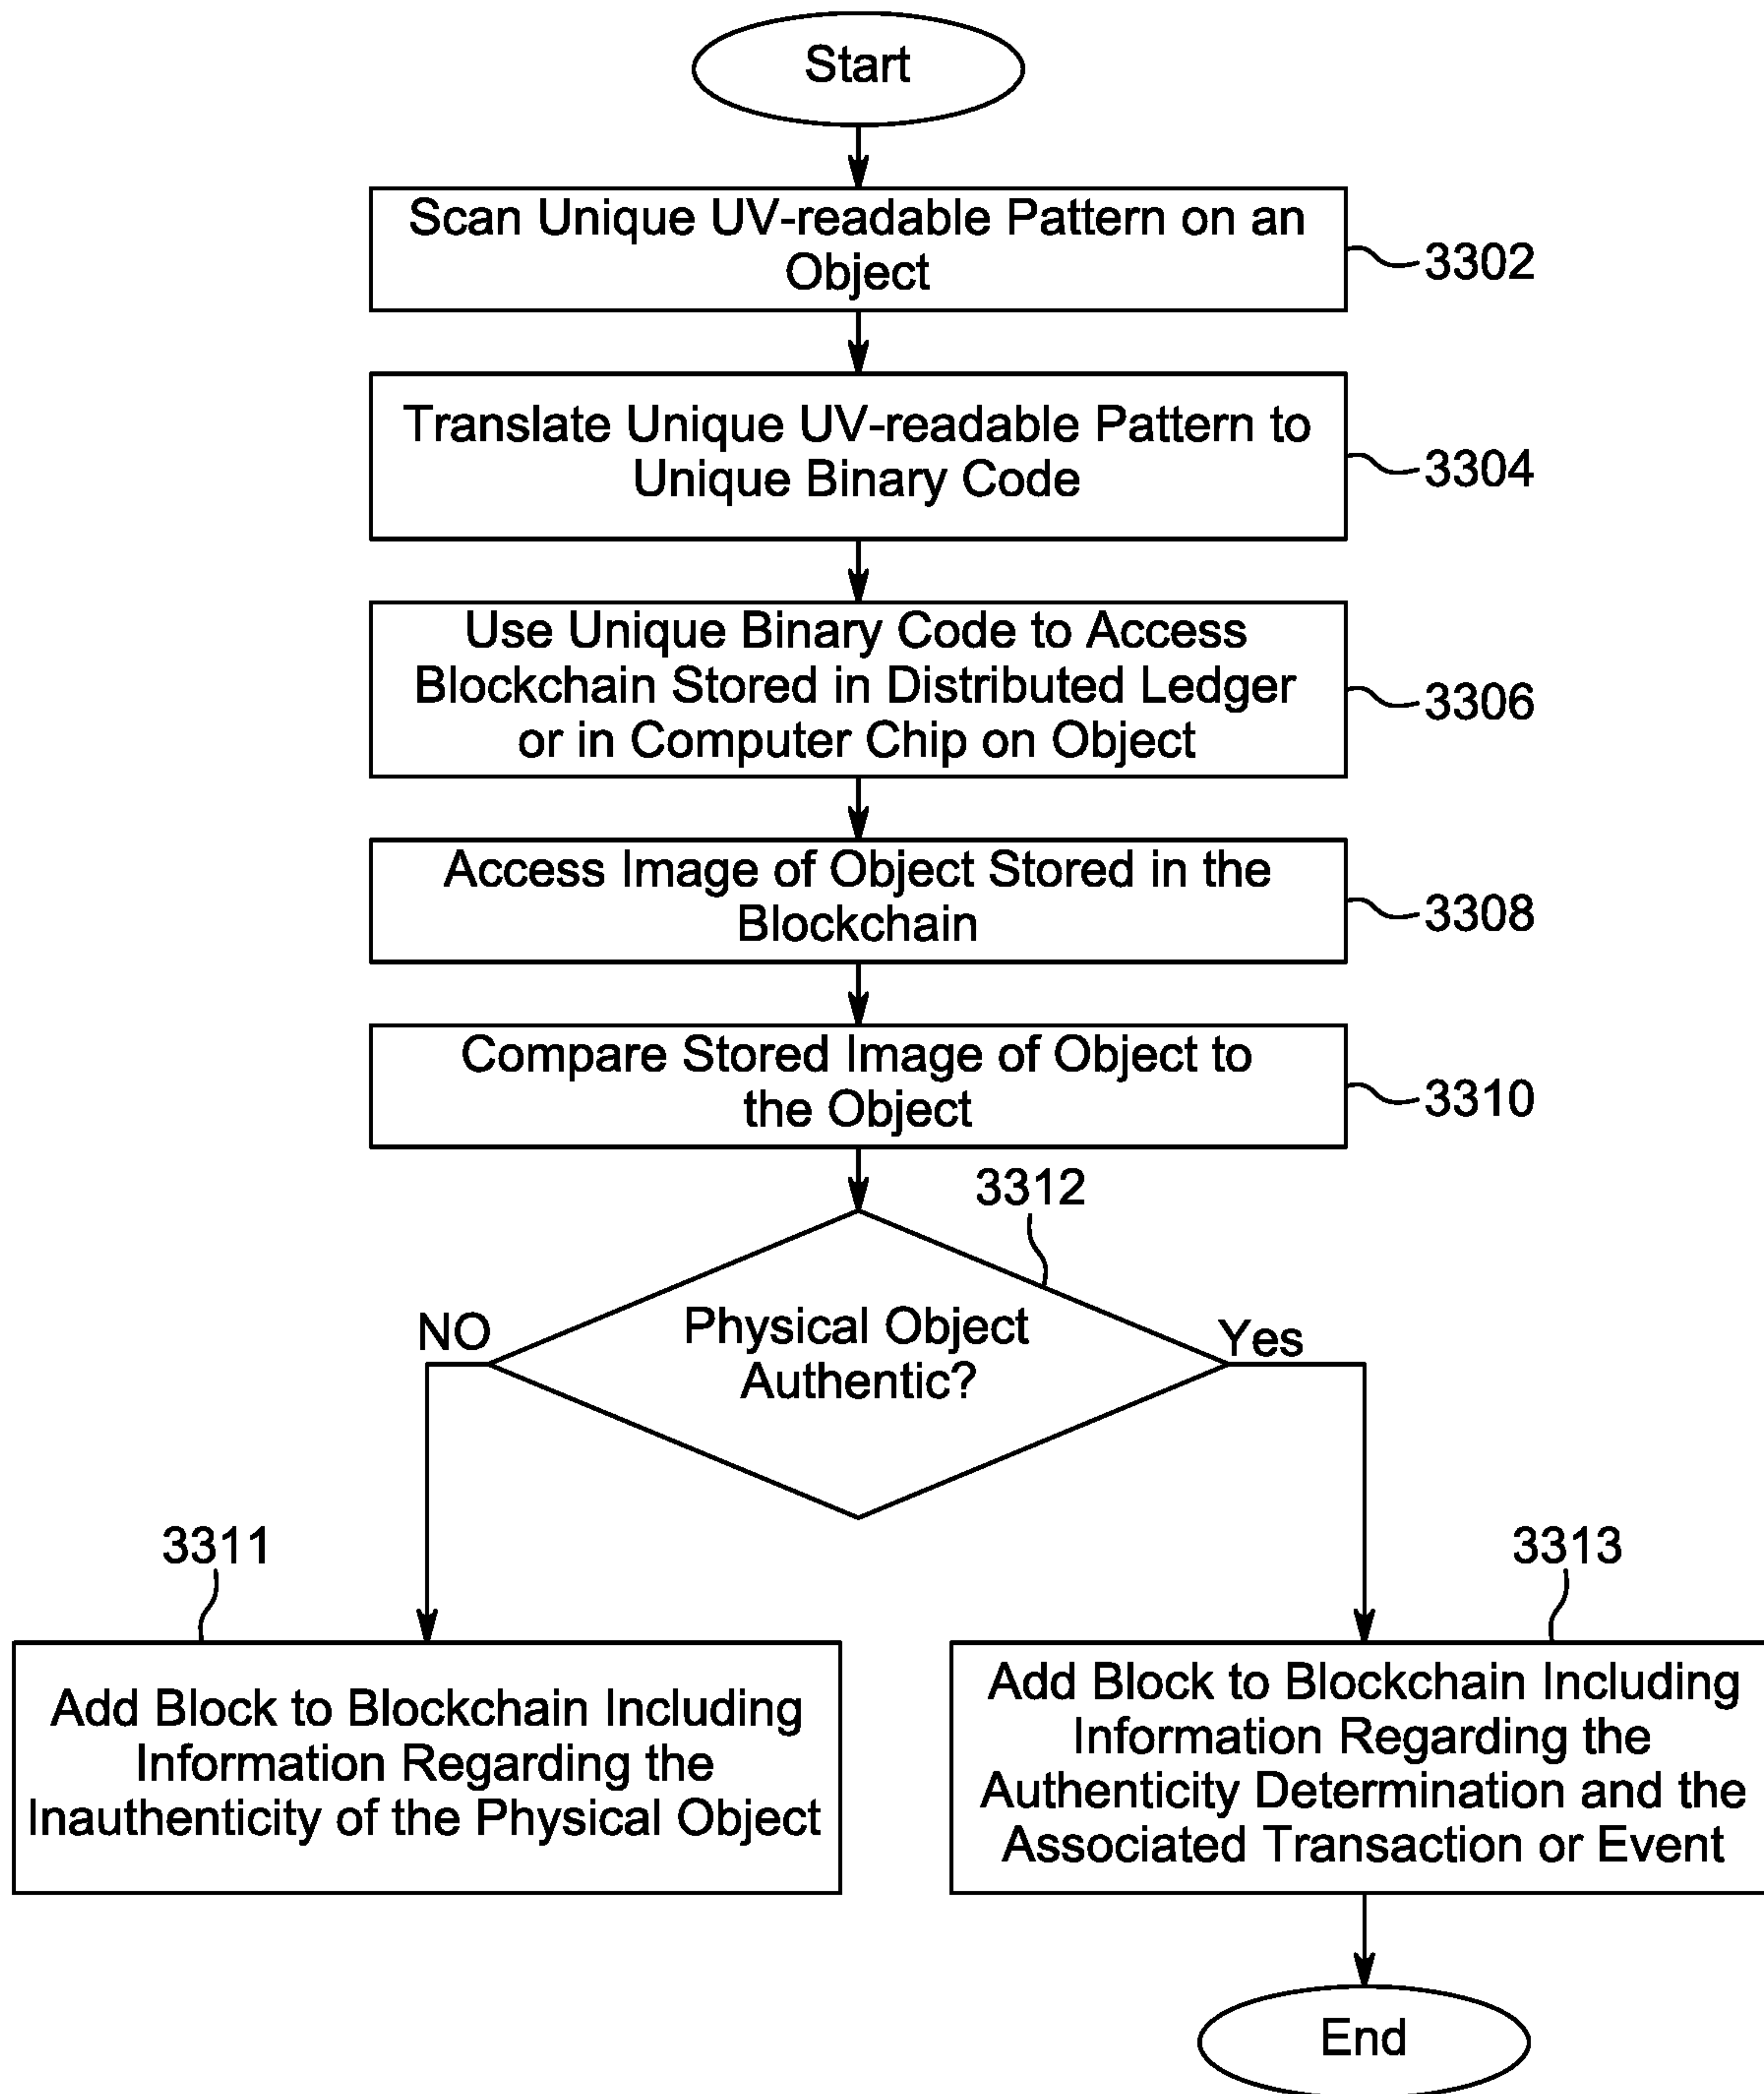 Start
Scan Unique UV-readable Pattern on an
Object
3302
Translate Unique UV-readable Pattern to
Unique Binary Code
3304
Use Unique Binary Code to Access
Blockchain Stored in Distributed Ledger
or in Computer Chip on Object
3306
Access Image of Object Stored in the
Blockchain
3308
Compare Stored Image of Object to
the Object
3310
3312
Physical Object
Authentic?
NO
Yes
3311
Add Block to Blockchain Including
Information Regarding the
Inauthenticity of the Physical Object
3313
Add Block to Blockchain Including
Information Regarding the
Authenticity Determination and the
Associated Transaction or Event
End